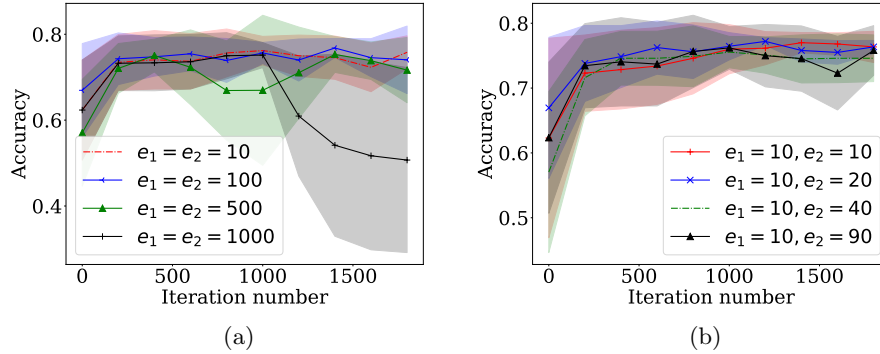 0.8
0.6
0.4
Accuracy
e₁ = e₂ = 10
e₁ = e₂ = 100
e₁ = e₂ = 500
e₁ = e₂ = 1000
0 500 1000 1500
Iteration number
(a)
0.8
0.7
0.6
0.5
Accuracy
e₁ = 10, e₂ = 10
e₁ = 10, e₂ = 20
e₁ = 10, e₂ = 40
e₁ = 10, e₂ = 90
0 500 1000 1500
Iteration number
(b)